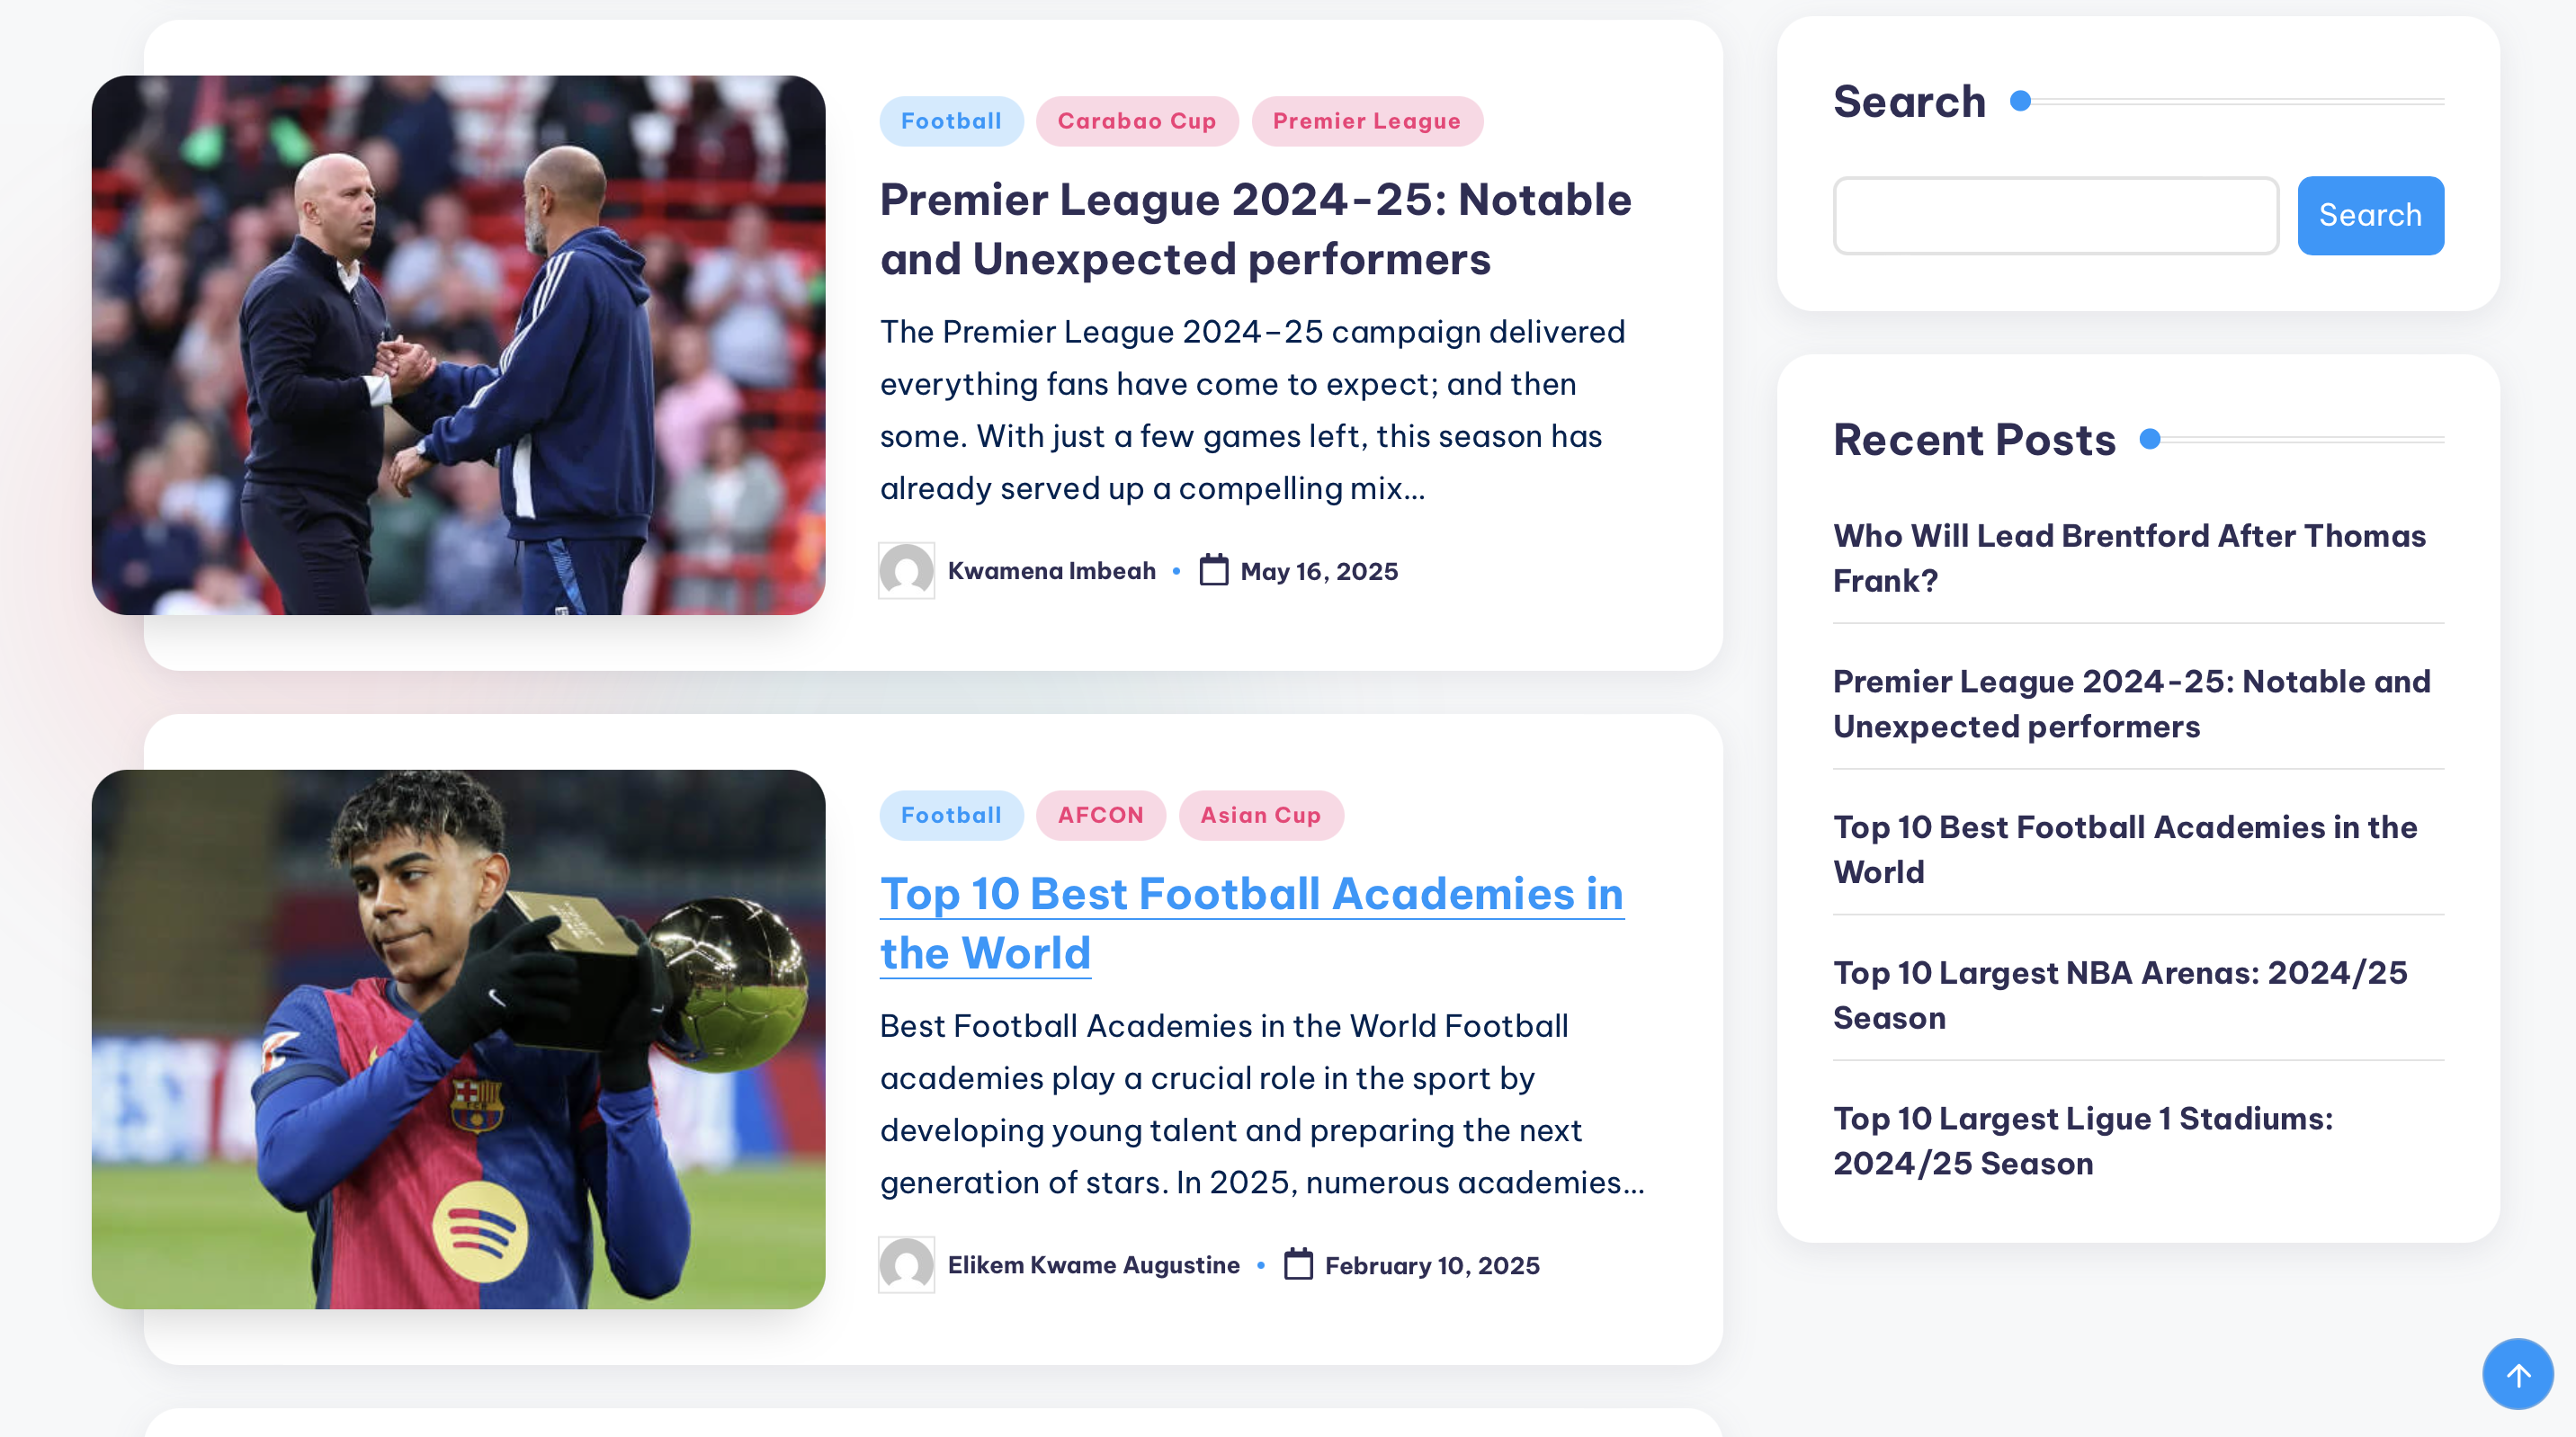 Football
Carabao Cup
Premier League
Premier League 2024-25: Notable
and Unexpected performers
The Premier League 2024–25 campaign delivered
everything fans have come to expect; and then
some. With just a few games left, this season has
already served up a compelling mix…
Kwamena Imbeah
May 16, 2025
Football
AFCON
Asian Cup
Top 10 Best Football Academies in
the World
Best Football Academies in the World Football
academies play a crucial role in the sport by
developing young talent and preparing the next
generation of stars. In 2025, numerous academies…
Elikem Kwame Augustine
February 10, 2025
Search
Search
Recent Posts
Who Will Lead Brentford After Thomas
Frank?
Premier League 2024-25: Notable and
Unexpected performers
Top 10 Best Football Academies in the
World
Top 10 Largest NBA Arenas: 2024/25
Season
Top 10 Largest Ligue 1 Stadiums:
2024/25 Season